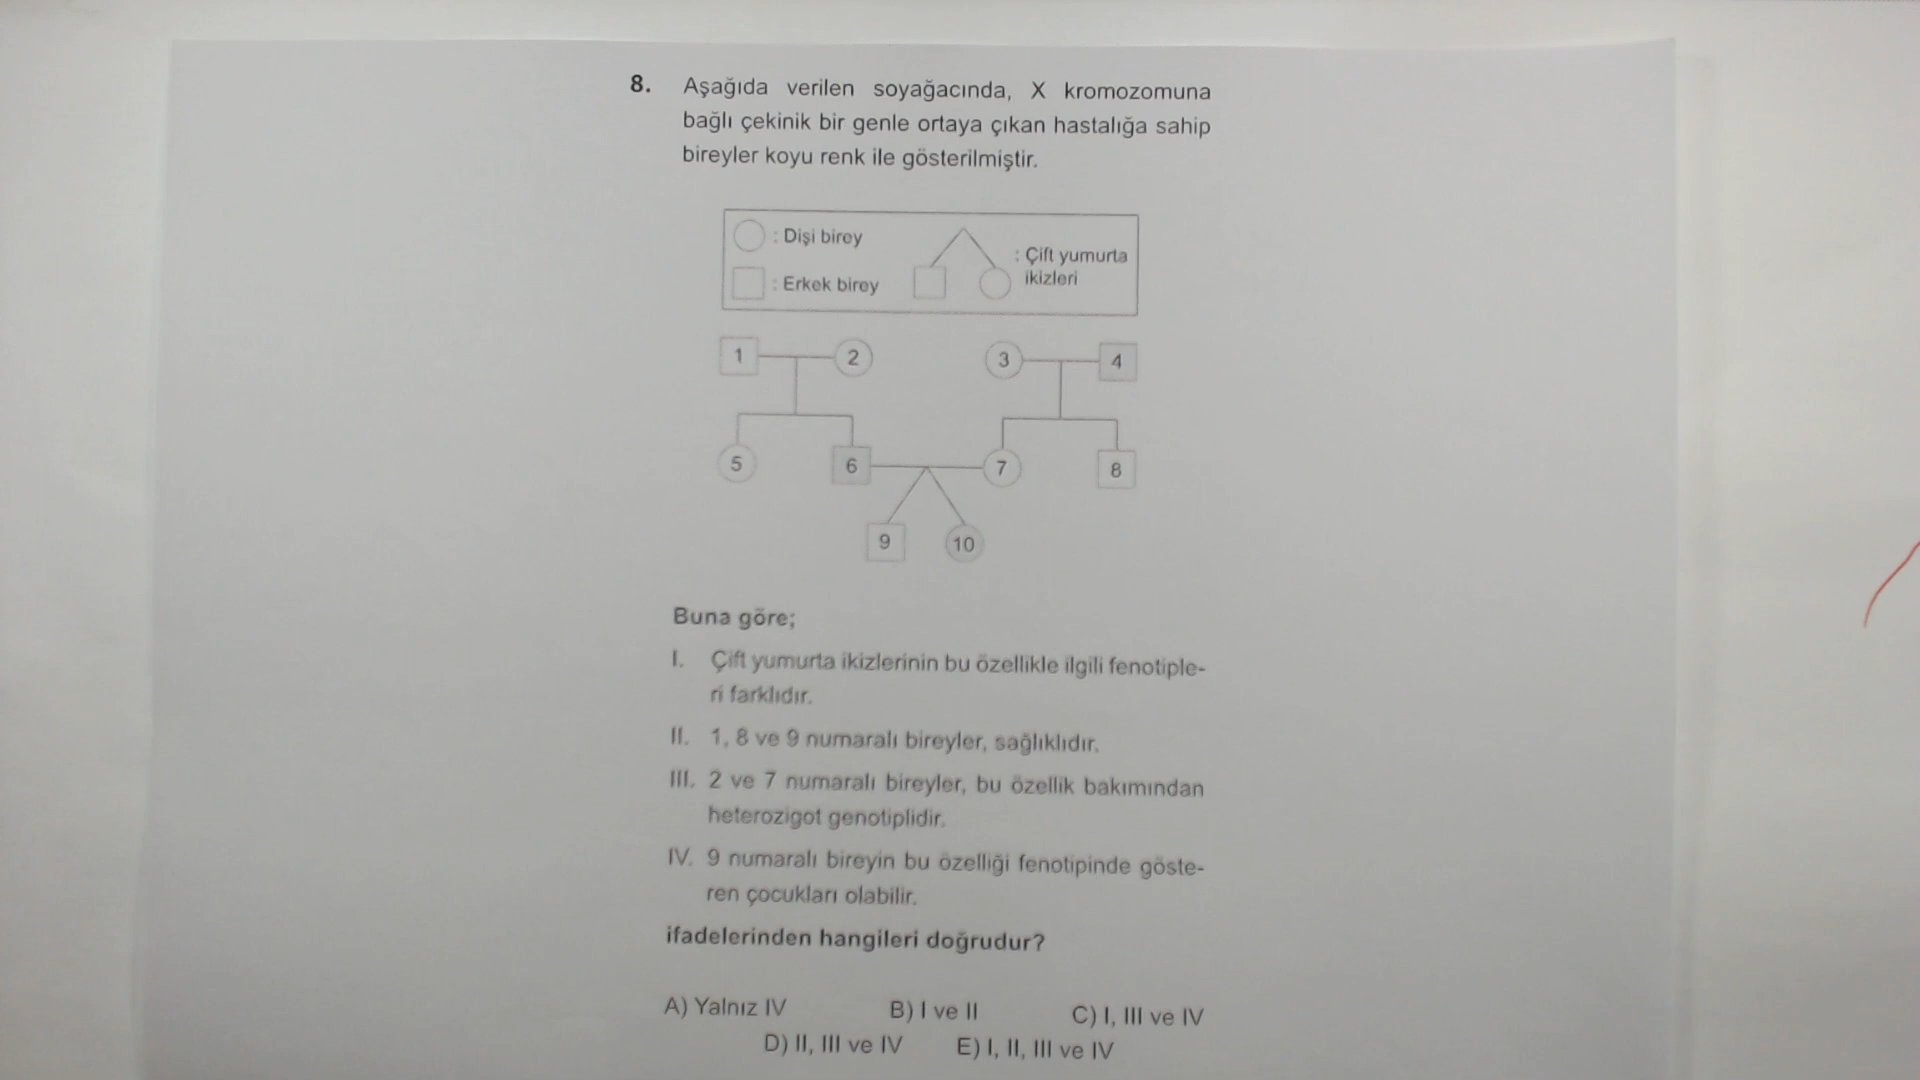 8. Aşağıda verilen soyağacında, X kromozomuna
bağlı çekinik bir genle ortaya çıkan hastalığa sahip
bireyler koyu renk ile gösterilmiştir.
: Dişi birey
: Erkek birey
: Çift yumurta
ikizleri
1 2 3 4
5 6 7 8
9 10
Buna göre;
I. Çift yumurta ikizlerinin bu özellikle ilgili fenotiple-
ri farklıdır.
II. 1, 8 ve 9 numaralı bireyler, sağlıklıdır.
III. 2 ve 7 numaralı bireyler, bu özellik bakımından
heterozigot genotiplidir.
IV. 9 numaralı bireyin bu özelliği fenotipinde göste-
ren çocukları olabilir.
ifadelerinden hangileri doğrudur?
A) Yalnız IV B) I ve II C) I, III ve IV
D) II, III ve IV E) I, II, III ve IV